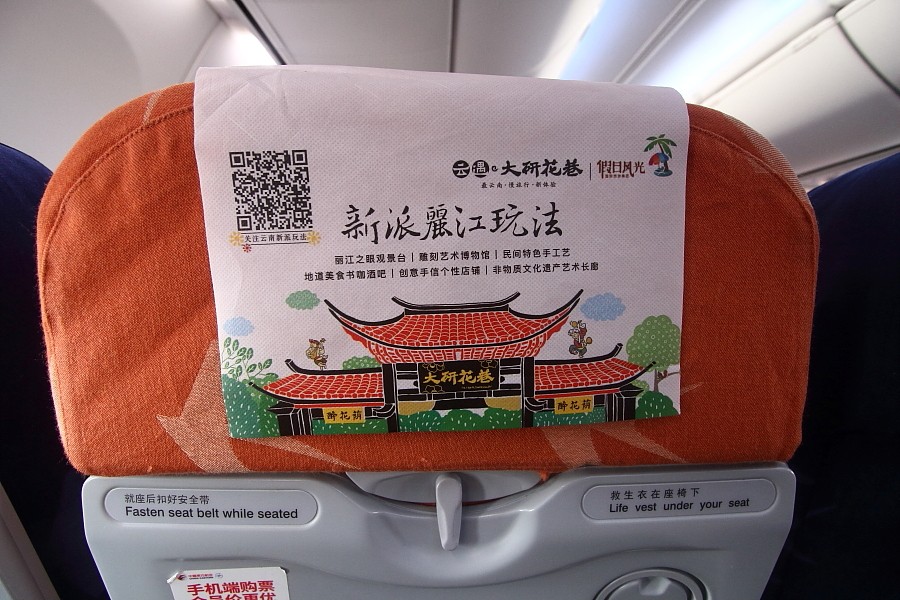 云遇 大研花巷 | 假日风光
最云南·慢旅行·新体验
新派麗江玩法
关注云南新派玩法
丽江之眼观景台 | 雕刻艺术博物馆 | 民间特色手工艺
地道美食书咖酒吧 | 创意手信个性店铺 | 非物质文化遗产艺术长廊
大研花巷
醉花荫
醉花荫
就座后扣好安全带
Fasten seat belt while seated
救生衣在座椅下
Life vest under your seat
手机端购票
会员价更优